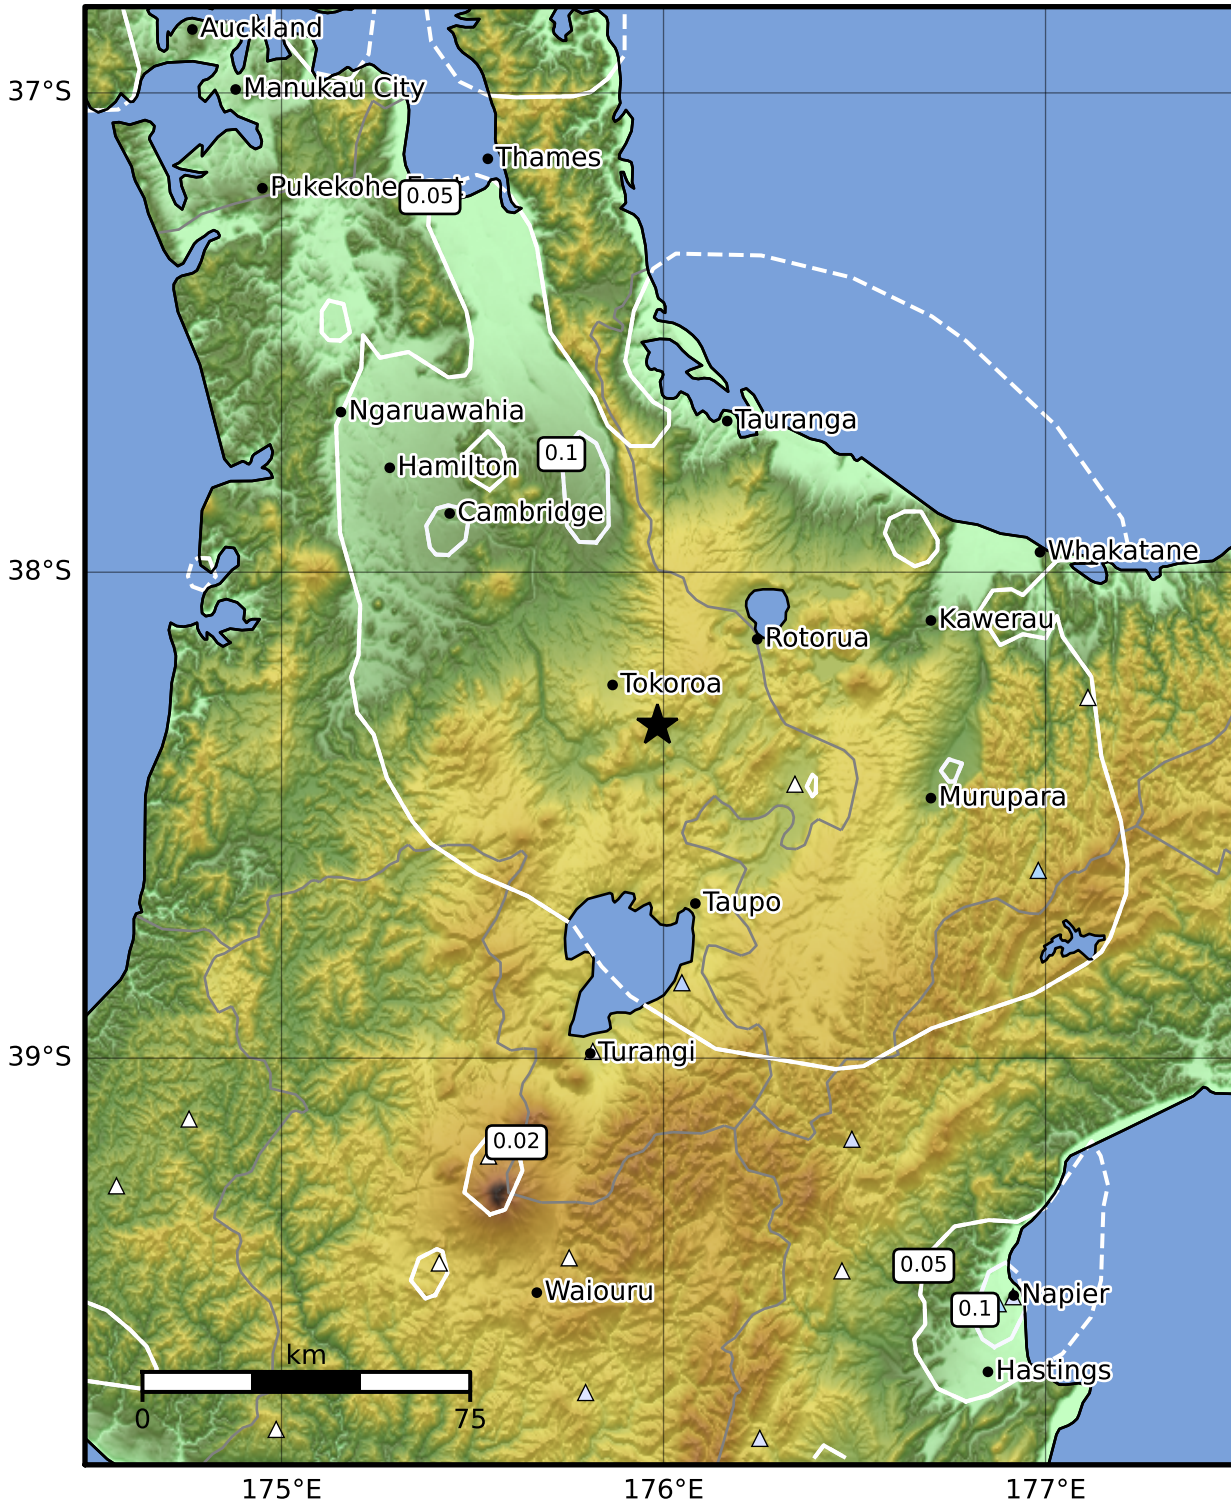 Auckland
37°S
Manukau City
Thames
Pukekohe East
0.05
Ngaruawahia
Tauranga
0.1
Hamilton
Cambridge
Whakatane
38°S
Kawerau
Rotorua
Tokoroa
Murupara
Taupo
Turangi
39°S
0.02
0.05
Waiouru
Napier
0.1
km
Hastings
0 75
175°E 176°E 177°E